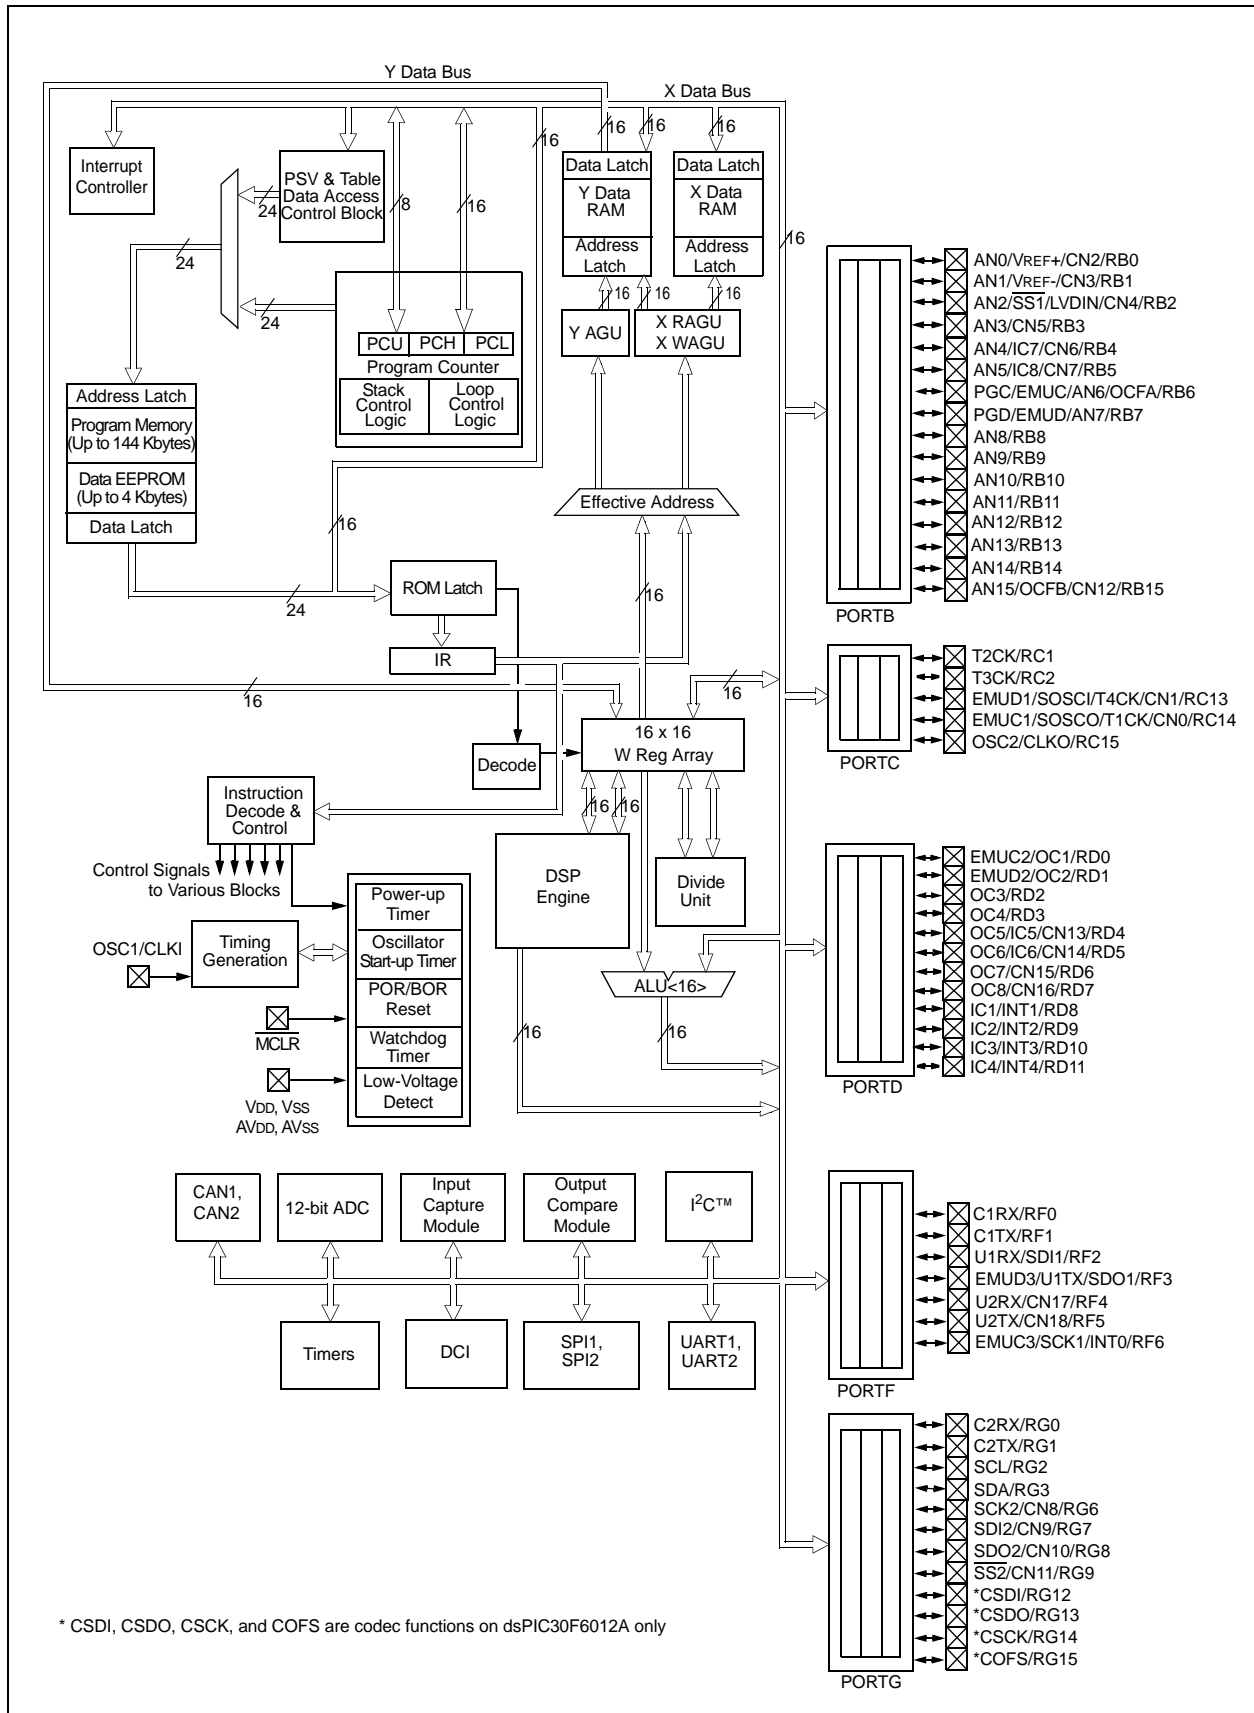 Y Data Bus
X Data Bus
16
16
16
16
Interrupt
Controller
PSV & Table
Data Access
Control Block
24
8
16
Data Latch
Y Data
RAM
Address
Latch
Data Latch
X Data
RAM
Address
Latch
16
24
24
16
16
16
Y AGU
X RAGU
X WAGU
PCU
PCH
PCL
Program Counter
Stack
Control
Logic
Loop
Control
Logic
Address Latch
Program Memory
(Up to 144 Kbytes)
Data EEPROM
(Up to 4 Kbytes)
Data Latch
Effective Address
16
24
ROM Latch
16
IR
16
16
16 x 16
W Reg Array
Decode
Instruction
Decode &
Control
Control Signals
to Various Blocks
16
16
DSP
Engine
Divide
Unit
Power-up
Timer
Oscillator
Start-up Timer
POR/BOR
Reset
Watchdog
Timer
Low-Voltage
Detect
OSC1/CLKI
Timing
Generation
MCLR
VDD, VSS
AVDD, AVSS
ALU<16>
16
16
CAN1,
CAN2
12-bit ADC
Input
Capture
Module
Output
Compare
Module
I2C™
Timers
DCI
SPI1,
SPI2
UART1,
UART2
AN0/VREF+/CN2/RB0
AN1/VREF-/CN3/RB1
AN2/SS1/LVDIN/CN4/RB2
AN3/CN5/RB3
AN4/IC7/CN6/RB4
AN5/IC8/CN7/RB5
PGC/EMUC/AN6/OCFA/RB6
PGD/EMUD/AN7/RB7
AN8/RB8
AN9/RB9
AN10/RB10
AN11/RB11
AN12/RB12
AN13/RB13
AN14/RB14
AN15/OCFB/CN12/RB15
PORTB
T2CK/RC1
T3CK/RC2
EMUD1/SOSCI/T4CK/CN1/RC13
EMUC1/SOSCO/T1CK/CN0/RC14
OSC2/CLKO/RC15
PORTC
EMUC2/OC1/RD0
EMUD2/OC2/RD1
OC3/RD2
OC4/RD3
OC5/IC5/CN13/RD4
OC6/IC6/CN14/RD5
OC7/CN15/RD6
OC8/CN16/RD7
IC1/INT1/RD8
IC2/INT2/RD9
IC3/INT3/RD10
IC4/INT4/RD11
PORTD
C1RX/RF0
C1TX/RF1
U1RX/SDI1/RF2
EMUD3/U1TX/SDO1/RF3
U2RX/CN17/RF4
U2TX/CN18/RF5
EMUC3/SCK1/INT0/RF6
PORTF
C2RX/RG0
C2TX/RG1
SCL/RG2
SDA/RG3
SCK2/CN8/RG6
SDI2/CN9/RG7
SDO2/CN10/RG8
SS2/CN11/RG9
*CSDI/RG12
*CSDO/RG13
*CSCK/RG14
*COFS/RG15
PORTG
* CSDI, CSDO, CSCK, and COFS are codec functions on dsPIC30F6012A only